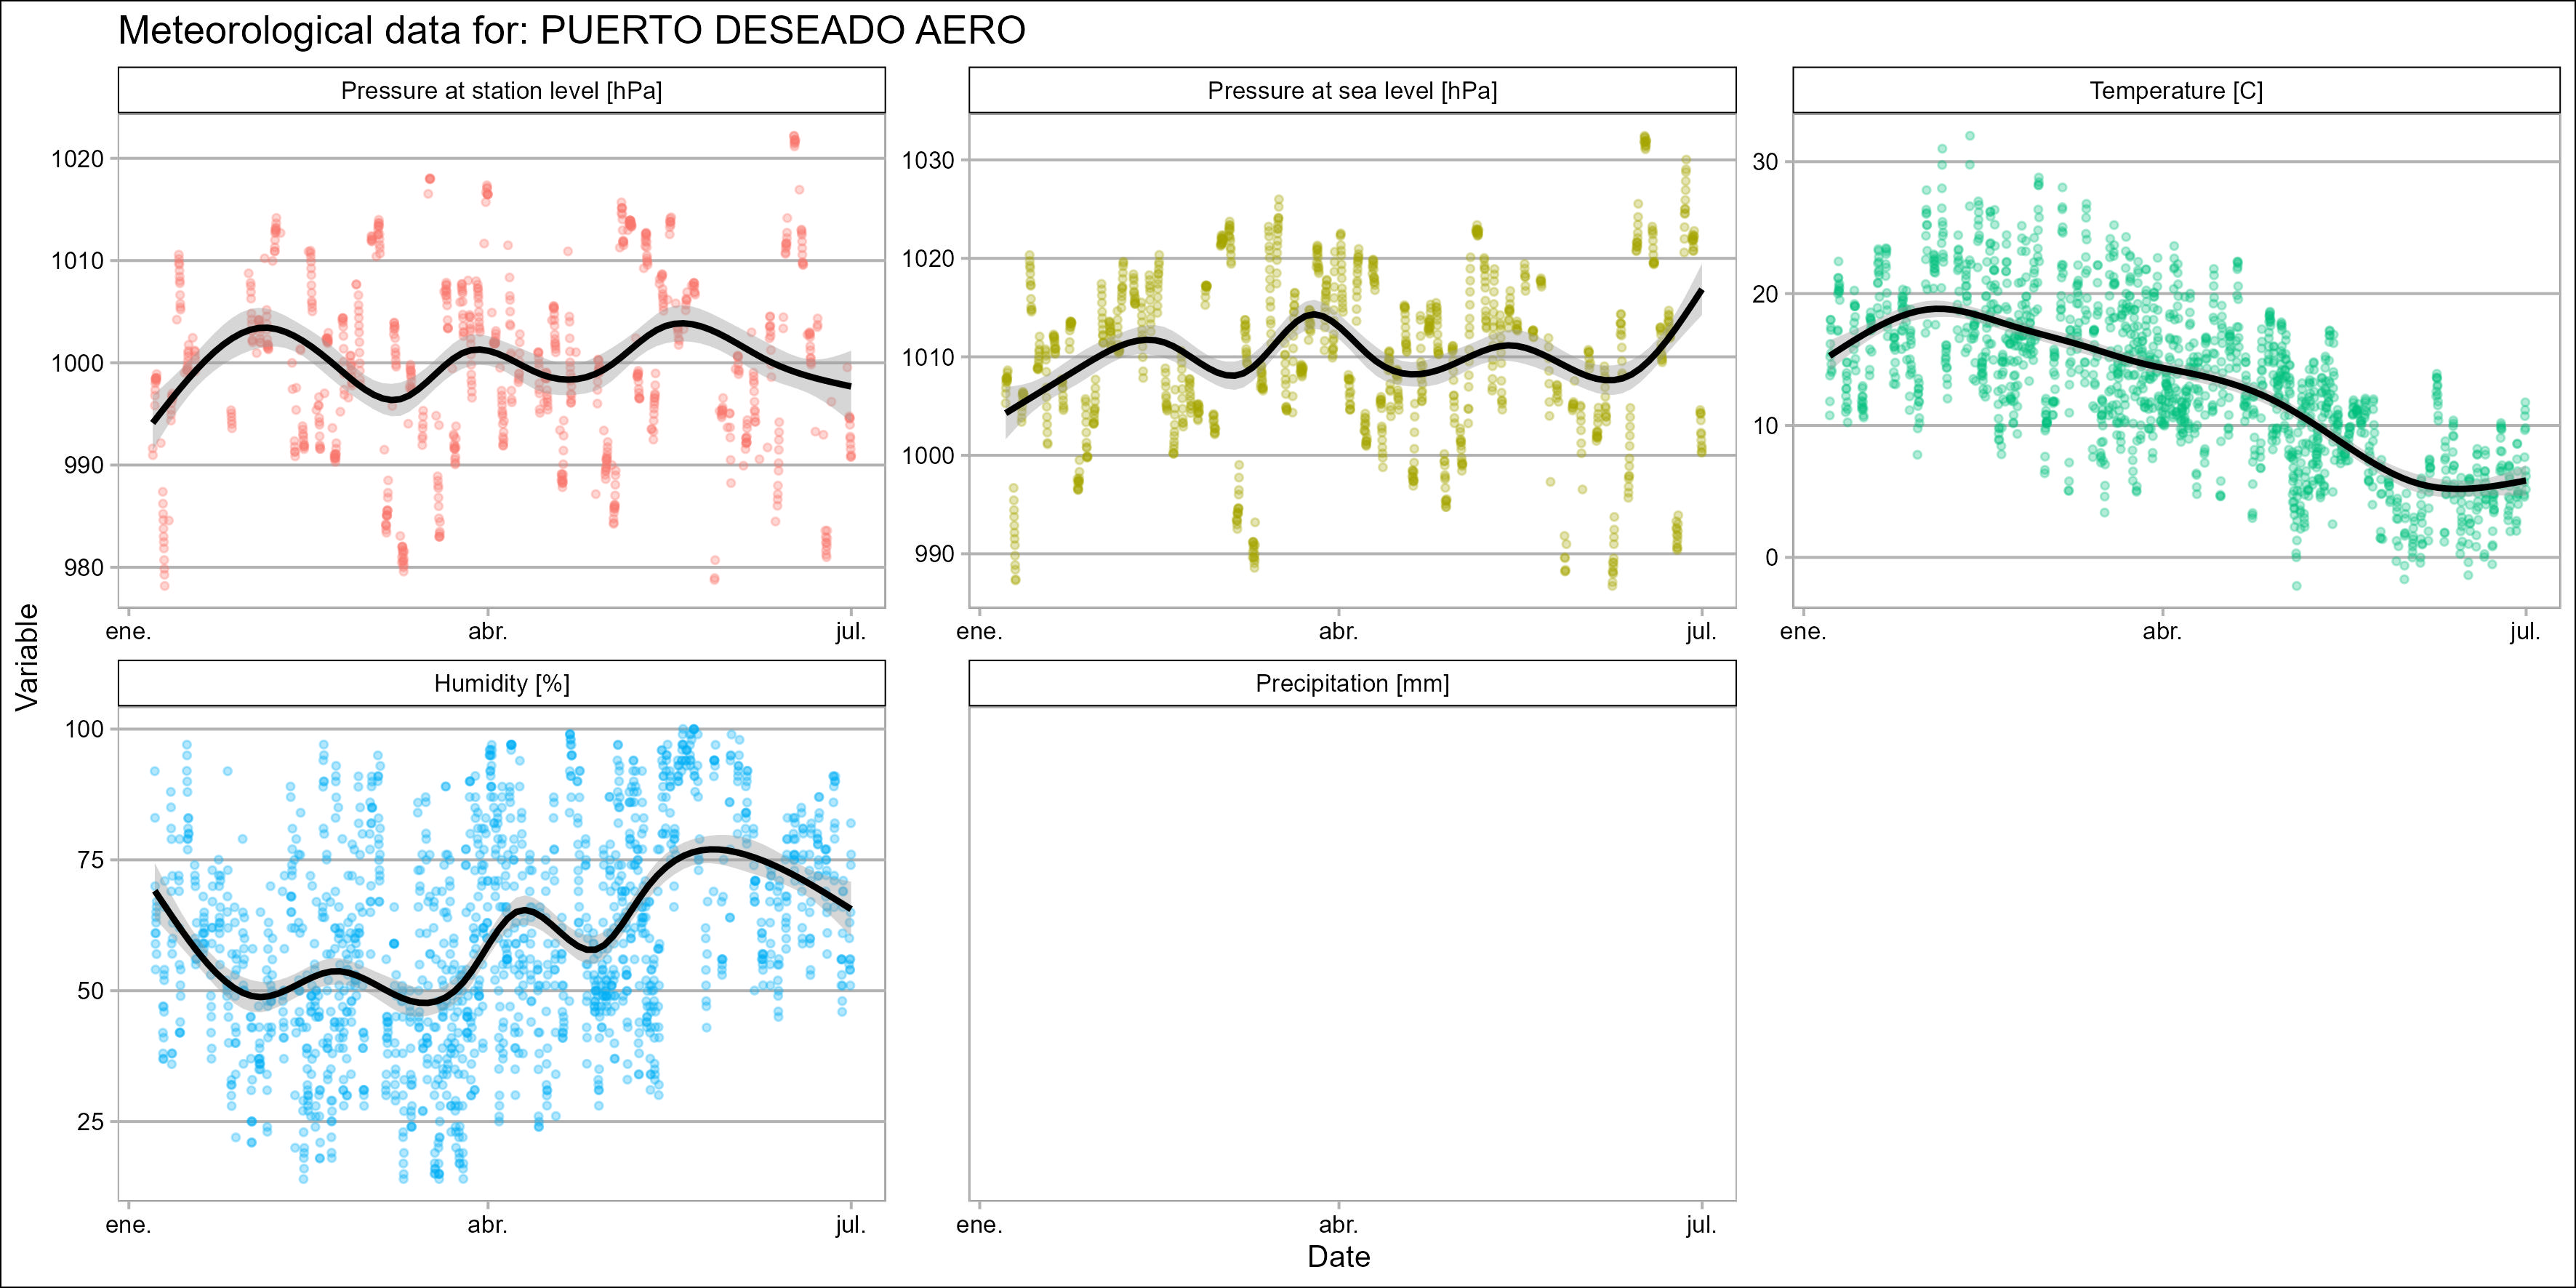 Meteorological data for: PUERTO DESEADO AERO
Pressure at station level [hPa]
Pressure at sea level [hPa]
Temperature [C]
1020
1010
1000
990
980
ene.
abr.
jul.
1030
1020
1010
1000
990
ene.
abr.
jul.
30
20
10
0
ene.
abr.
jul.
Variable
Humidity [%]
Precipitation [mm]
100
75
50
25
ene.
abr.
jul.
ene.
abr.
jul.
Date